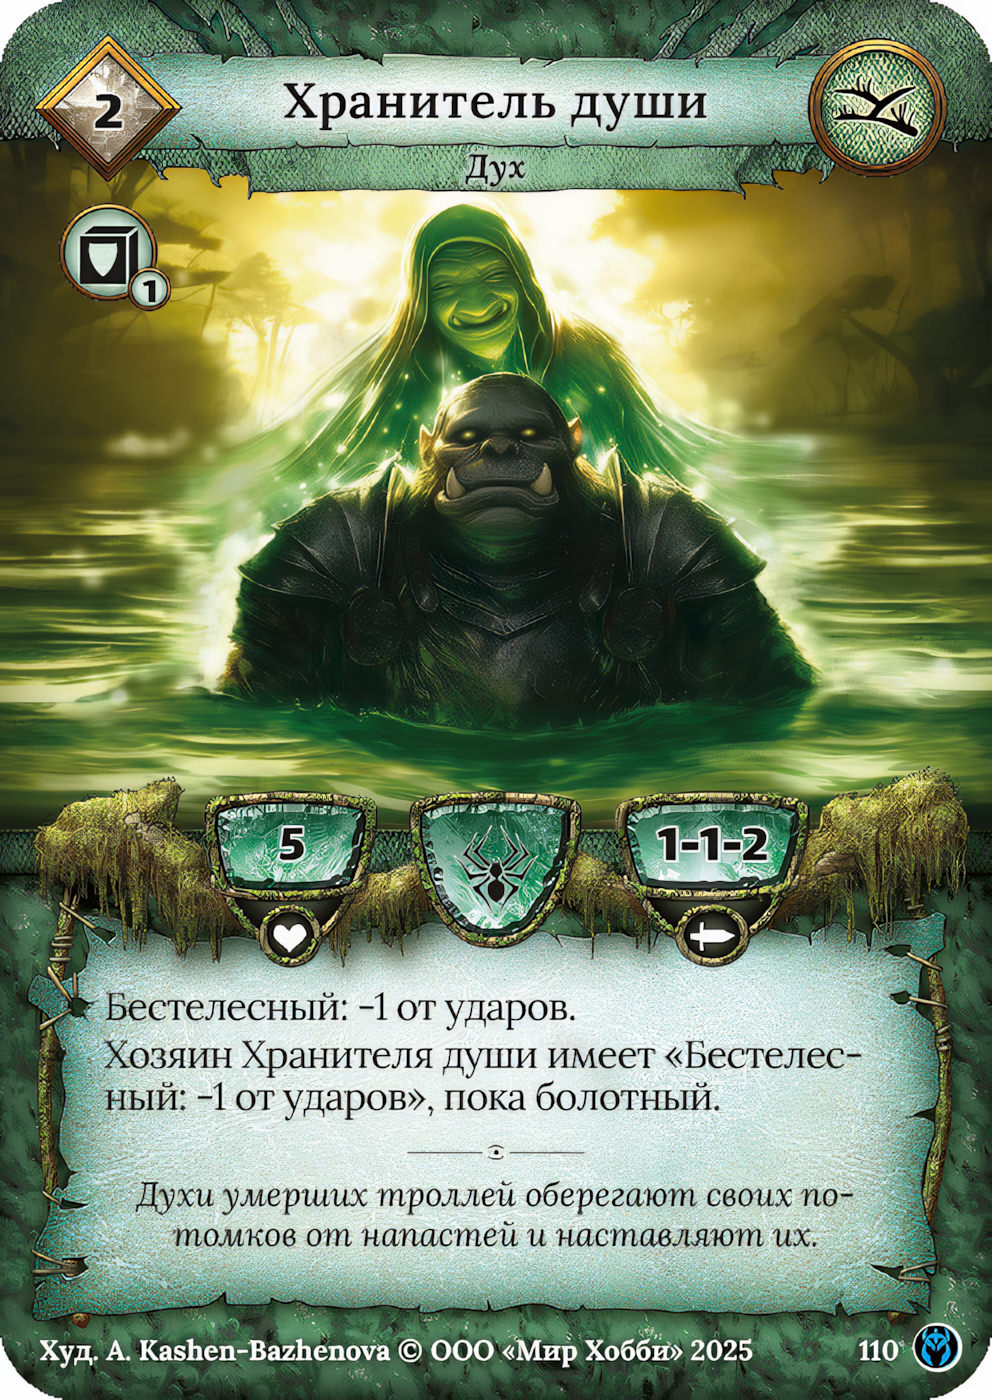 2
Хранитель души
Дух
1
5
1-1-2
Бестелесный: -1 от ударов.
Хозяин Хранителя души имеет «Бестелес-
ный: -1 от ударов», пока болотный.
Духи умерших троллей оберегают своих по-
томков от напастей и наставляют их.
Худ. А. Kashen-Bazhenova © ООО «Мир Хобби» 2025
110